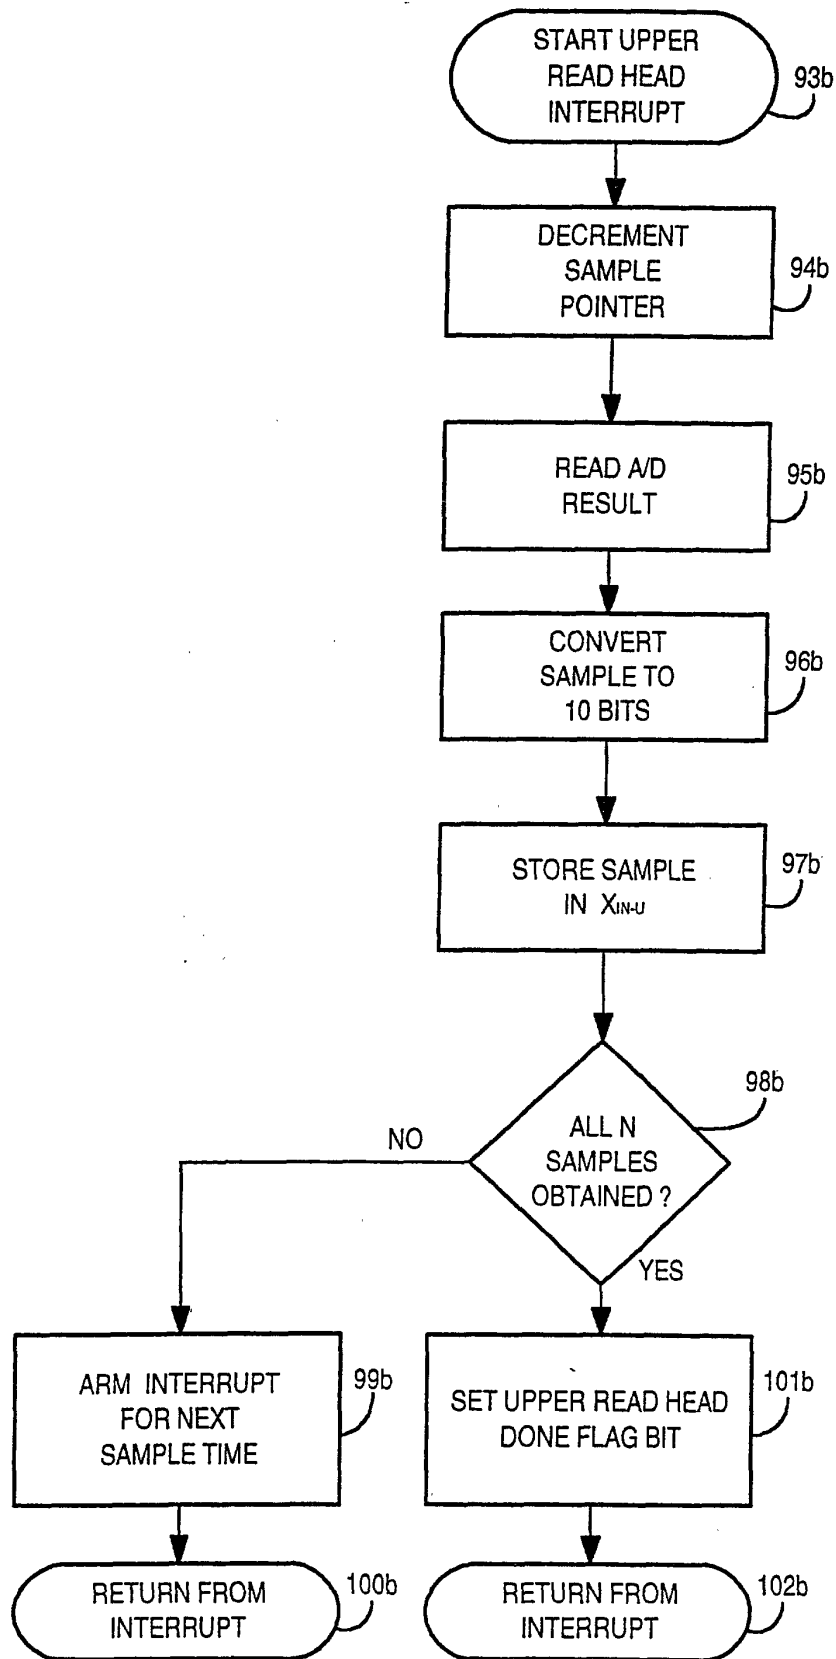 START UPPER
READ HEAD
INTERRUPT
93b
DECREMENT
SAMPLE
POINTER
94b
READ A/D
RESULT
95b
CONVERT
SAMPLE TO
10 BITS
96b
STORE SAMPLE
IN XIN-U
97b
ALL N
SAMPLES
OBTAINED ?
98b
NO
YES
ARM INTERRUPT
FOR NEXT
SAMPLE TIME
99b
SET UPPER READ HEAD
DONE FLAG BIT
101b
RETURN FROM
INTERRUPT
100b
RETURN FROM
INTERRUPT
102b